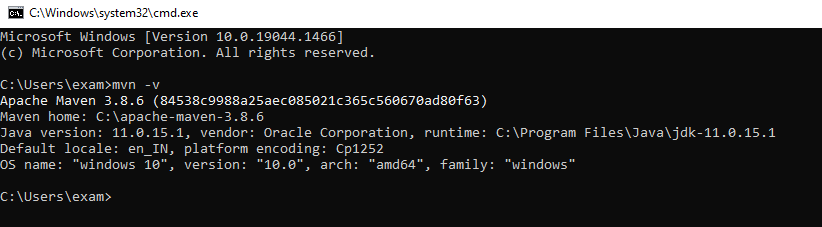 C:\Windows\system32\cmd.exe
Microsoft Windows [Version 10.0.19044.1466]
(c) Microsoft Corporation. All rights reserved.
C:\Users\exam>mvn -v
Apache Maven 3.8.6 (84538c9988a25aec085021c365c560670ad80f63)
Maven home: C:\apache-maven-3.8.6
Java version: 11.0.15.1, vendor: Oracle Corporation, runtime: C:\Program Files\Java\jdk-11.0.15.1
Default locale: en_IN, platform encoding: Cp1252
OS name: "windows 10", version: "10.0", arch: "amd64", family: "windows"
C:\Users\exam>